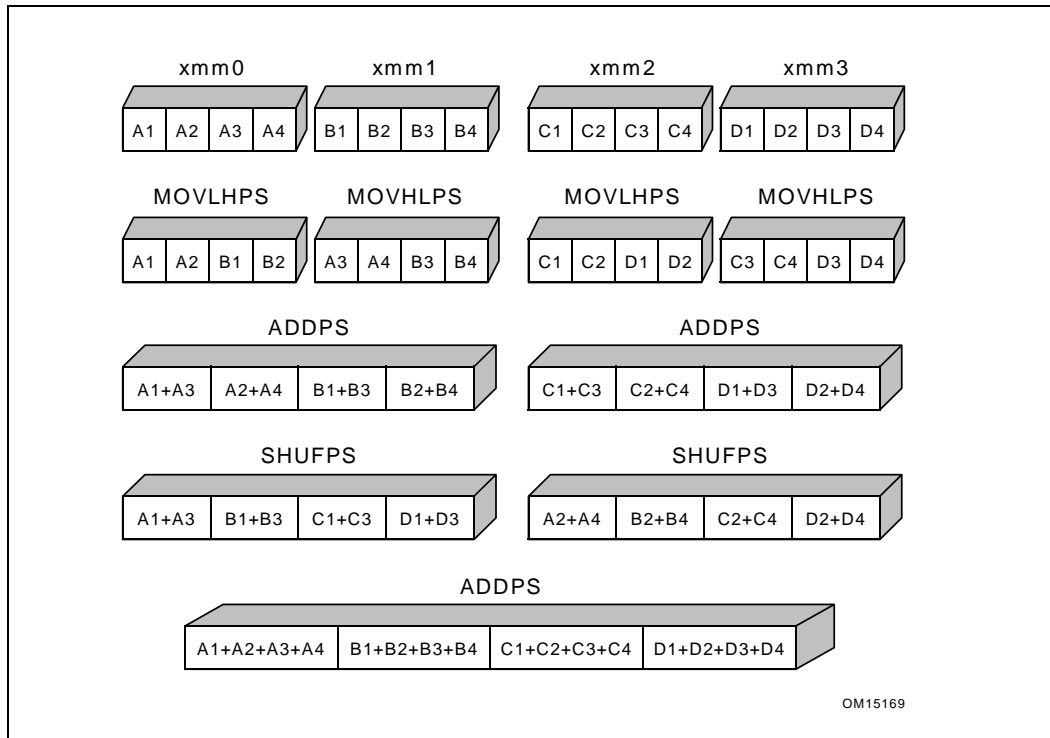 xmm0 xmm1 xmm2 xmm3
A1 A2 A3 A4 B1 B2 B3 B4 C1 C2 C3 C4 D1 D2 D3 D4
MOVLHPS MOVHLPS MOVLHPS MOVHLPS
A1 A2 B1 B2 A3 A4 B3 B4 C1 C2 D1 D2 C3 C4 D3 D4
ADDPS ADDPS
A1+A3 A2+A4 B1+B3 B2+B4 C1+C3 C2+C4 D1+D3 D2+D4
SHUFPS SHUFPS
A1+A3 B1+B3 C1+C3 D1+D3 A2+A4 B2+B4 C2+C4 D2+D4
ADDPS
A1+A2+A3+A4 B1+B2+B3+B4 C1+C2+C3+C4 D1+D2+D3+D4
OM15169